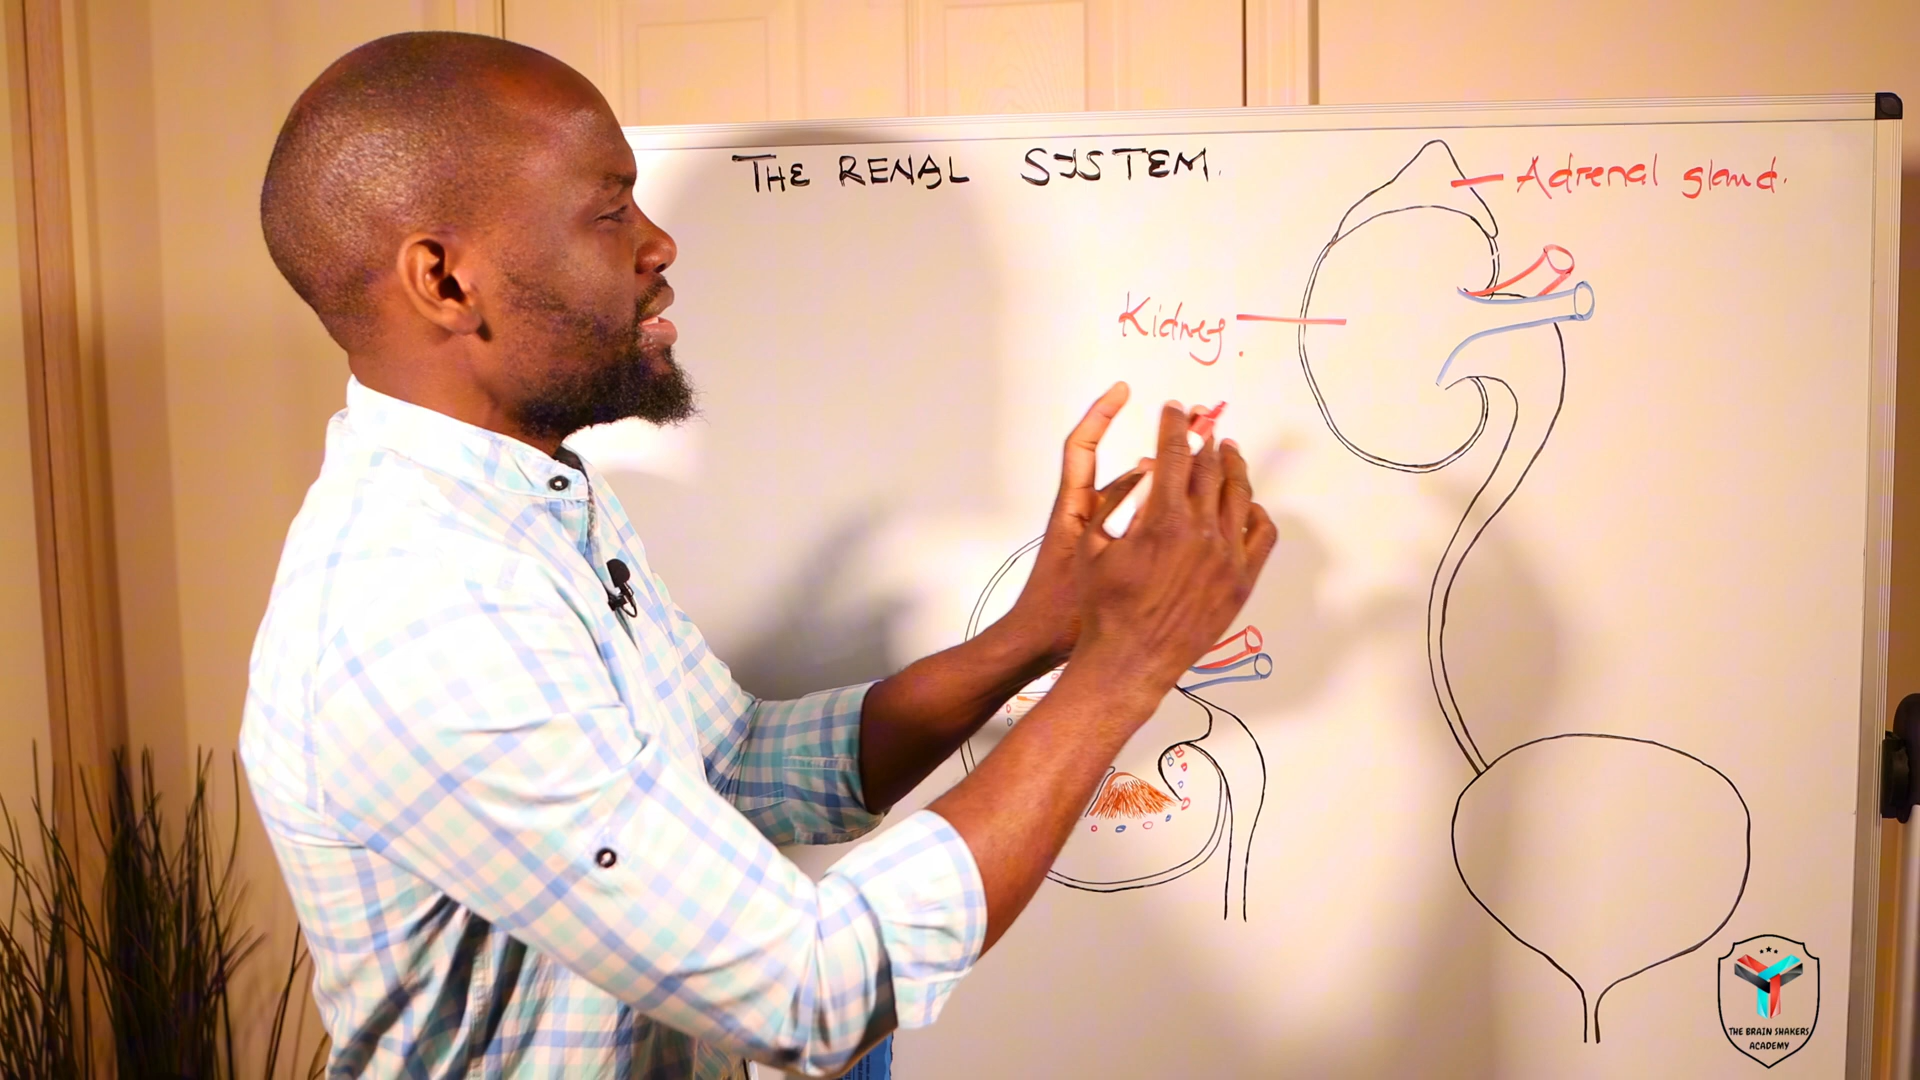 THE RENAL SYSTEM.
Adrenal gland.
Kidney.
THE BRAIN SHAKERS
ACADEMY